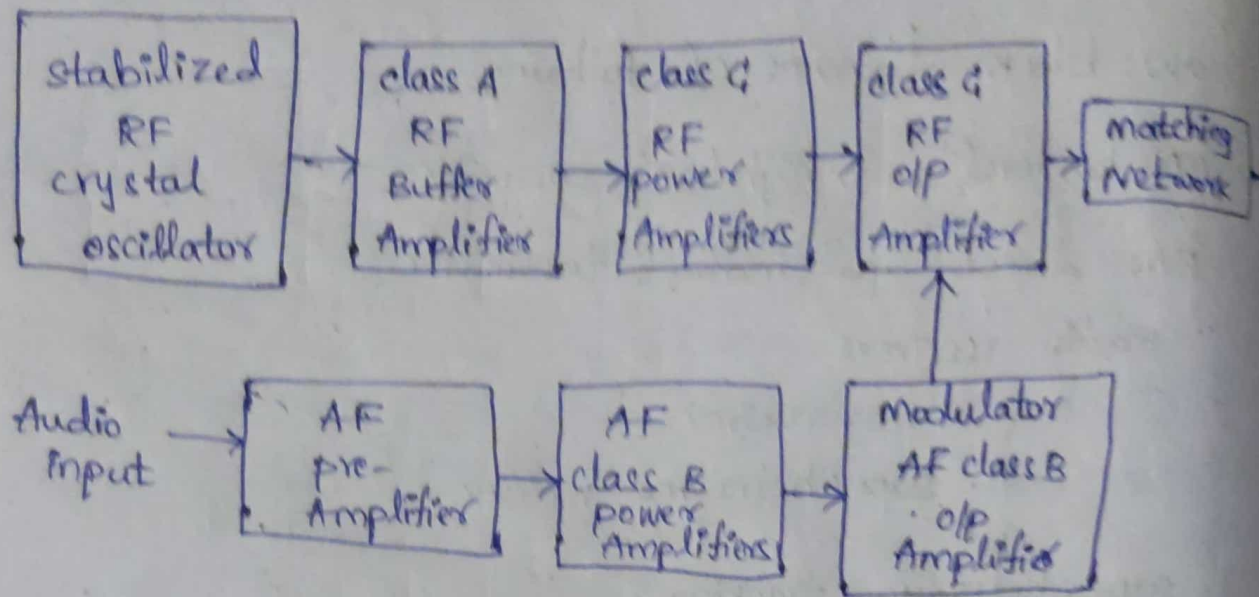 stabilized
RF
crystal
oscillator
class A
RF
Buffer
Amplifier
class C
RF
power
Amplifiers
class C
RF
o/p
Amplifier
matching
Network
Audio
input
AF
pre-
Amplifier
AF
class B
power
Amplifiers
modulator
AF class B
o/p
Amplifier